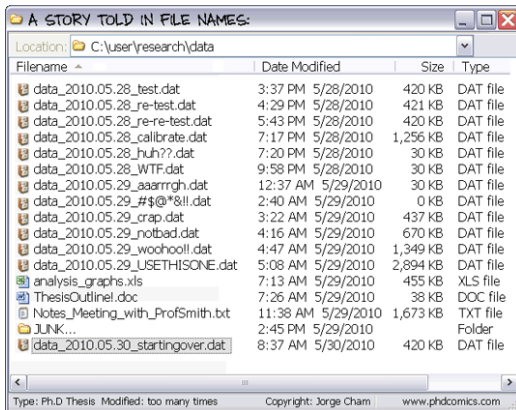 A STORY TOLD IN FILE NAMES:
Location: C:\user\research\data
Filename Date Modified Size Type
data_2010.05.28_test.dat 3:37 PM 5/28/2010 420 KB DAT file
data_2010.05.28_re-test.dat 4:29 PM 5/28/2010 421 KB DAT file
data_2010.05.28_re-re-test.dat 5:43 PM 5/28/2010 420 KB DAT file
data_2010.05.28_calibrate.dat 7:17 PM 5/28/2010 1,256 KB DAT file
data_2010.05.28_huh??.dat 7:20 PM 5/28/2010 30 KB DAT file
data_2010.05.28_WTF.dat 9:58 PM 5/28/2010 30 KB DAT file
data_2010.05.29_aaarrrgh.dat 12:37 AM 5/29/2010 30 KB DAT file
data_2010.05.29_#$@*&!!.dat 2:40 AM 5/29/2010 0 KB DAT file
data_2010.05.29_crap.dat 3:22 AM 5/29/2010 437 KB DAT file
data_2010.05.29_notbad.dat 4:16 AM 5/29/2010 670 KB DAT file
data_2010.05.29_woohoo!!.dat 4:47 AM 5/29/2010 1,349 KB DAT file
data_2010.05.29_USETHISONE.dat 5:08 AM 5/29/2010 2,894 KB DAT file
analysis_graphs.xls 7:13 AM 5/29/2010 455 KB XLS file
ThesisOutline!.doc 7:26 AM 5/29/2010 38 KB DOC file
Notes_Meeting_with_ProfSmith.txt 11:38 AM 5/29/2010 1,673 KB TXT file
JUNK... 2:45 PM 5/29/2010 Folder
data_2010.05.30_startingover.dat 8:37 AM 5/30/2010 420 KB DAT file
Type: Ph.D Thesis Modified: too many times Copyright: Jorge Cham www.phdcomics.com